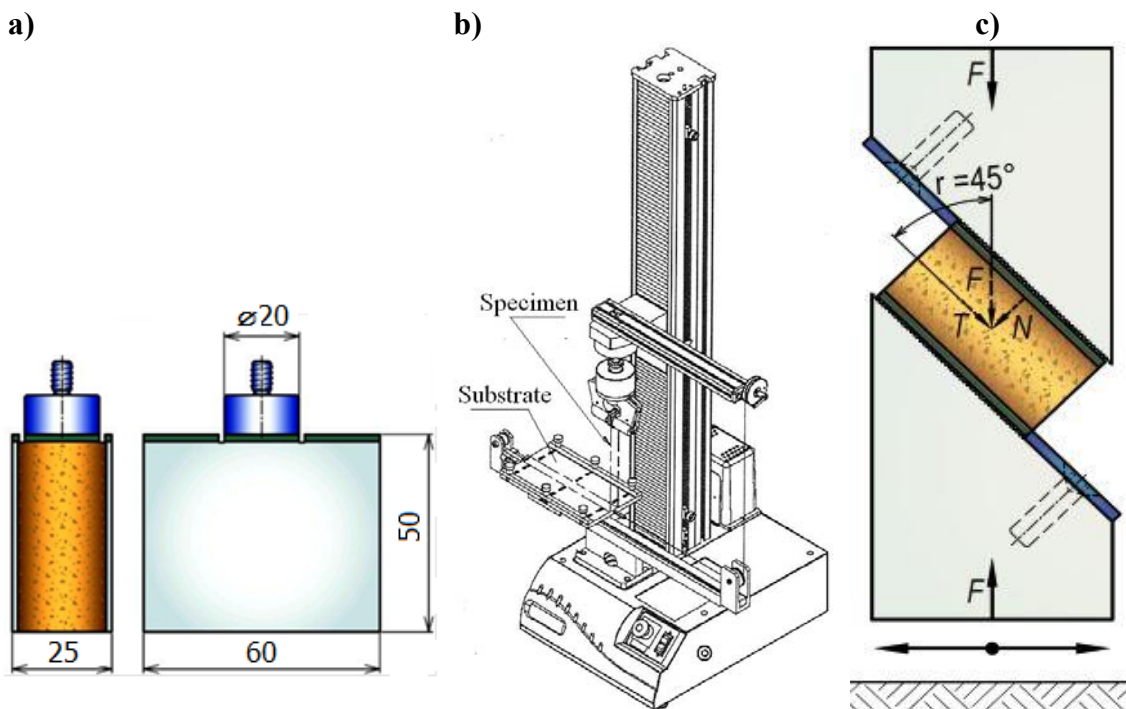 a)
b)
c)
⌀20
50
25
60
Specimen
Substrate
F
r =45°
F
T
N
F